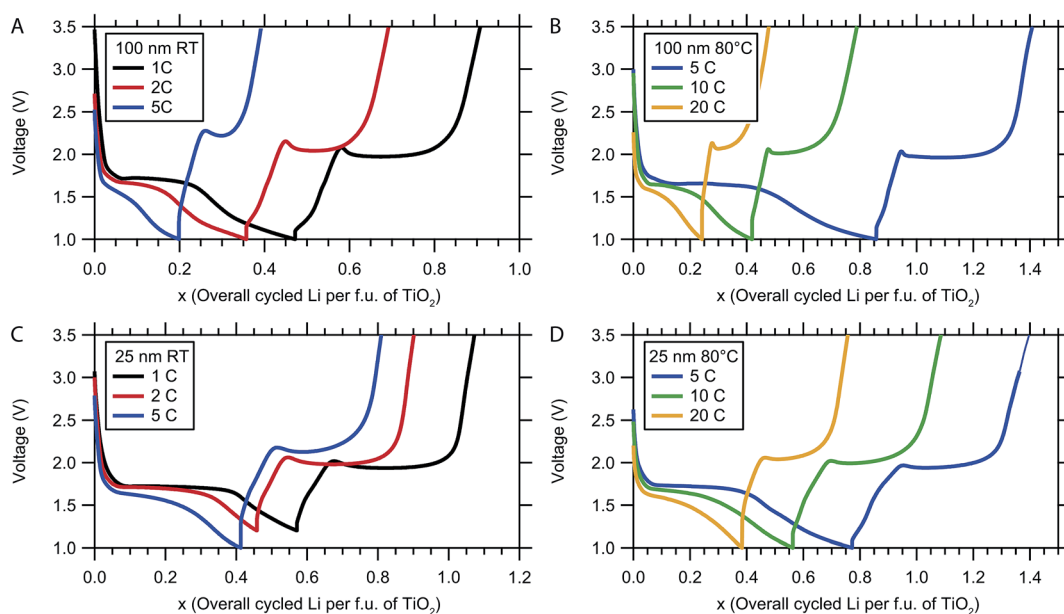 A
3.5
3.0
2.5
2.0
1.5
1.0
Voltage (V)
100 nm RT
1C
2C
5C
0.0 0.2 0.4 0.6 0.8 1.0
x (Overall cycled Li per f.u. of TiO₂)
B
3.5
3.0
2.5
2.0
1.5
1.0
Voltage (V)
100 nm 80°C
5 C
10 C
20 C
0.0 0.2 0.4 0.6 0.8 1.0 1.2 1.4
x (Overall cycled Li per f.u. of TiO₂)
C
3.5
3.0
2.5
2.0
1.5
1.0
Voltage (V)
25 nm RT
1 C
2 C
5 C
0.0 0.2 0.4 0.6 0.8 1.0 1.2
x (Overall cycled Li per f.u. of TiO₂)
D
3.5
3.0
2.5
2.0
1.5
1.0
Voltage (V)
25 nm 80°C
5 C
10 C
20 C
0.0 0.2 0.4 0.6 0.8 1.0 1.2 1.4
x (Overall cycled Li per f.u. of TiO₂)